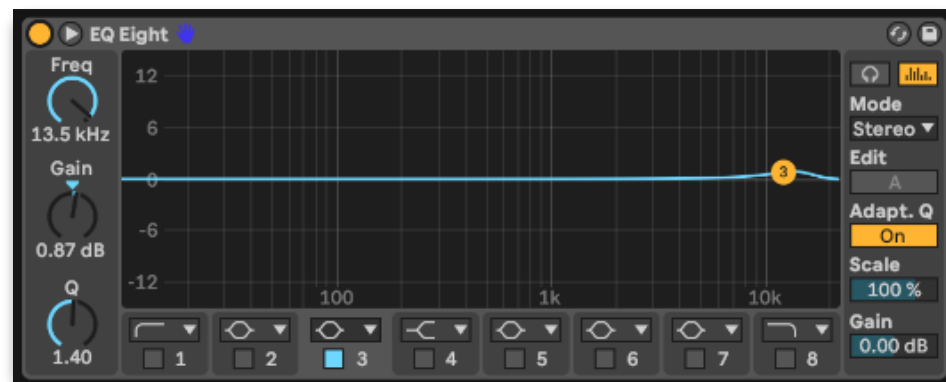 EQ Eight
Freq
13.5 kHz
Gain
0.87 dB
Q
1.40
12
6
0
-6
-12
100
1k
10k
3
1
2
3
4
5
6
7
8
Mode
Stereo
Edit
A
Adapt. Q
On
Scale
100 %
Gain
0.00 dB